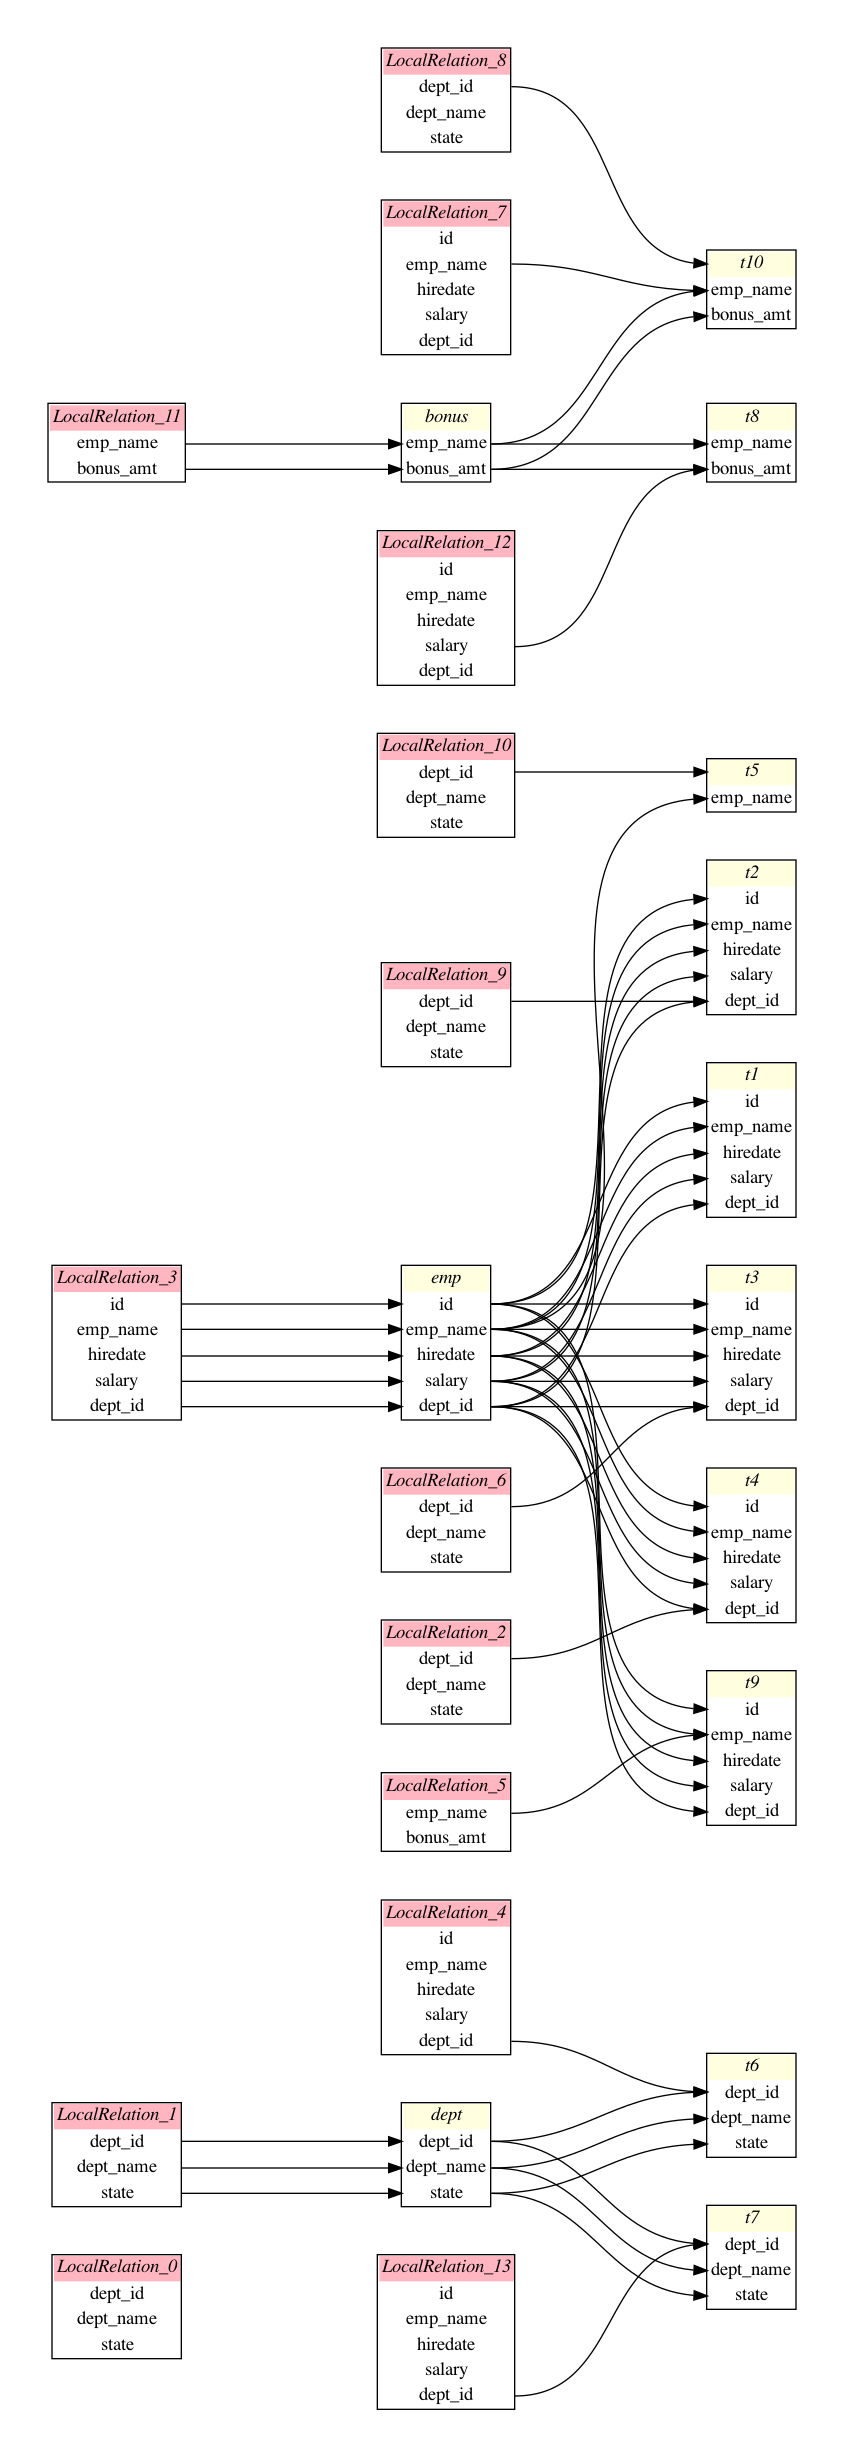 LocalRelation_8
dept_id
dept_name
state
LocalRelation_7
id
emp_name
hiredate
salary
dept_id
t10
emp_name
bonus_amt
LocalRelation_11
emp_name
bonus_amt
bonus
emp_name
bonus_amt
t8
emp_name
bonus_amt
LocalRelation_12
id
emp_name
hiredate
salary
dept_id
LocalRelation_10
dept_id
dept_name
state
t5
emp_name
t2
id
emp_name
hiredate
salary
dept_id
LocalRelation_9
dept_id
dept_name
state
t1
id
emp_name
hiredate
salary
dept_id
LocalRelation_3
id
emp_name
hiredate
salary
dept_id
emp
id
emp_name
hiredate
salary
dept_id
t3
id
emp_name
hiredate
salary
dept_id
LocalRelation_6
dept_id
dept_name
state
t4
id
emp_name
hiredate
salary
dept_id
LocalRelation_2
dept_id
dept_name
state
t9
id
emp_name
hiredate
salary
dept_id
LocalRelation_5
emp_name
bonus_amt
LocalRelation_4
id
emp_name
hiredate
salary
dept_id
t6
dept_id
dept_name
state
LocalRelation_1
dept_id
dept_name
state
dept
dept_id
dept_name
state
t7
dept_id
dept_name
state
LocalRelation_0
dept_id
dept_name
state
LocalRelation_13
id
emp_name
hiredate
salary
dept_id